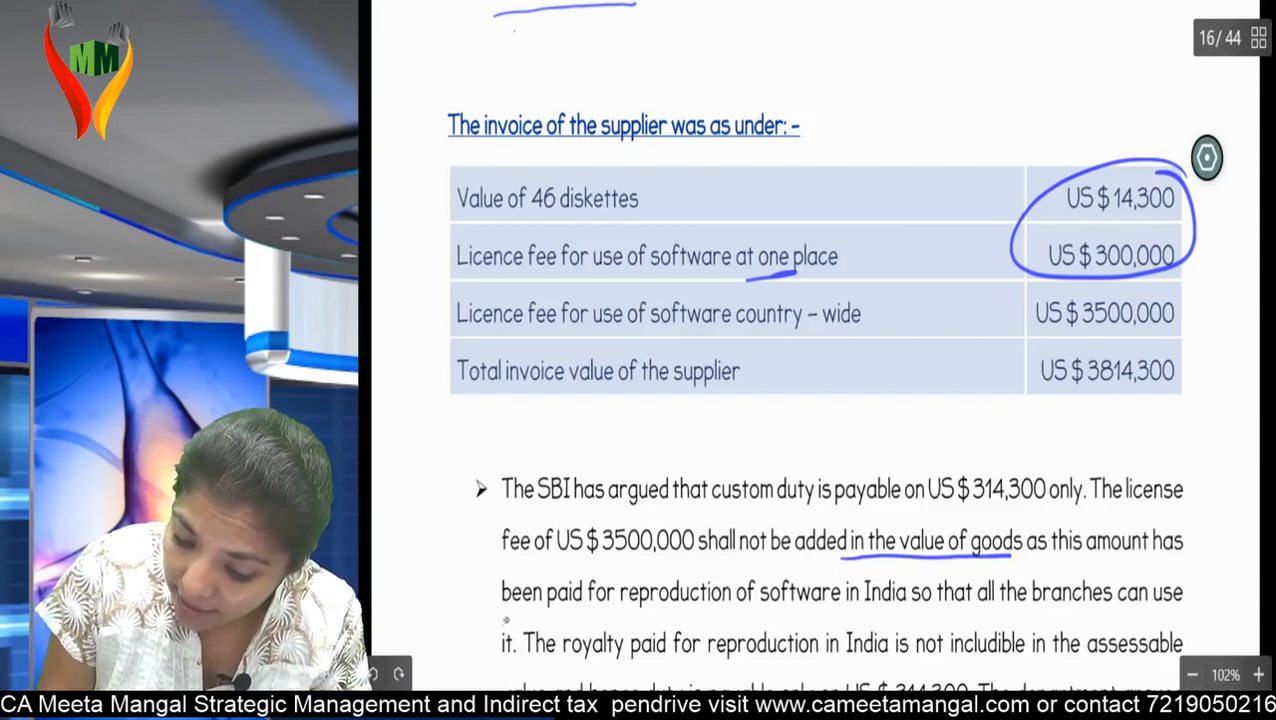 MM
16/44
The invoice of the supplier was as under: -
Value of 46 diskettes US $ 14,300
Licence fee for use of software at one place US $ 300,000
Licence fee for use of software country – wide US $ 3500,000
Total invoice value of the supplier US $ 3814,300
➢ The SBI has argued that custom duty is payable on US $ 314,300 only. The license
fee of US $ 3500,000 shall not be added in the value of goods as this amount has
been paid for reproduction of software in India so that all the branches can use
it. The royalty paid for reproduction in India is not includible in the assessable
102%
CA Meeta Mangal Strategic Management and Indirect tax pendrive visit www.cameetamangal.com or contact 7219050216